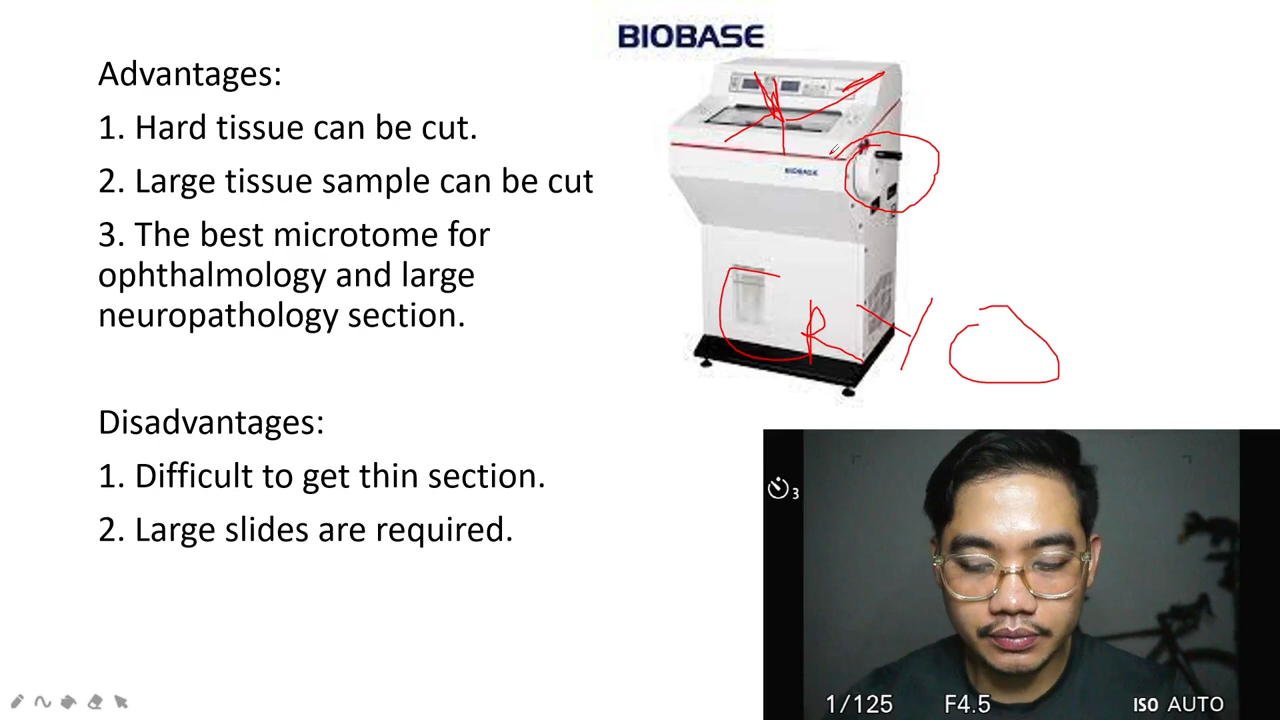 BIOBASE
Advantages:
1. Hard tissue can be cut.
2. Large tissue sample can be cut
3. The best microtome for
ophthalmology and large
neuropathology section.
Disadvantages:
1. Difficult to get thin section.
2. Large slides are required.
BIOBASE
CRYO
3
1/125 F4.5 ISO AUTO